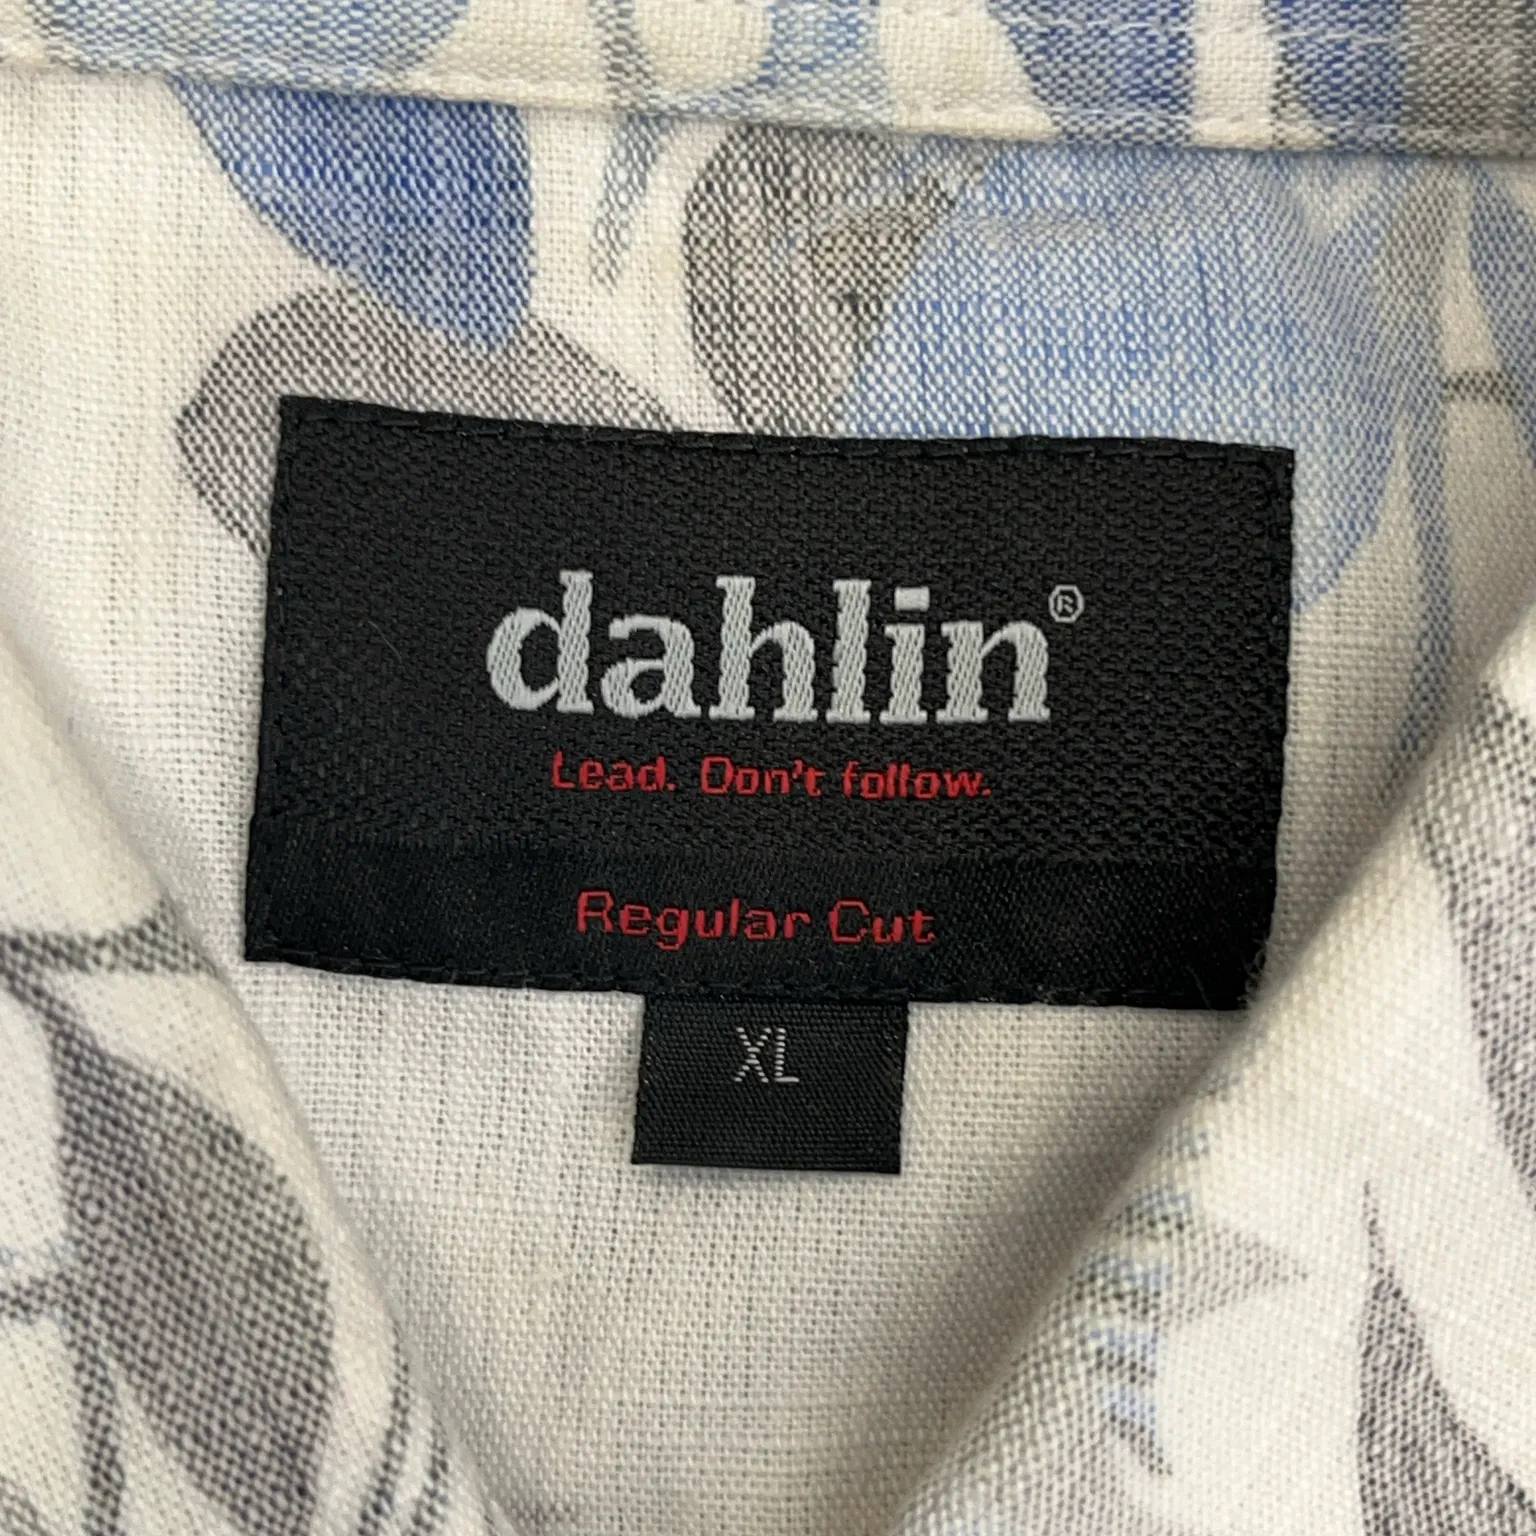 dahlin®
Lead. Don't follow.
Regular Cut
XL